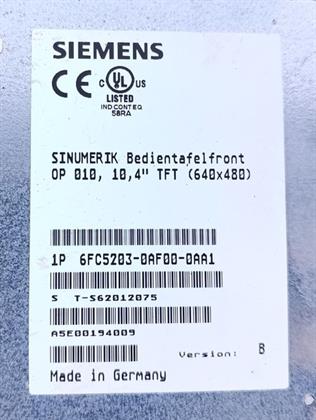 SIEMENS
CE C UL US
LISTED
IND CONT EQ
58RA
SINUMERIK Bedientafelfront
OP 010, 10,4" TFT (640x480)
1P 6FC5203-0AF00-0AA1
S T-S62012075
A5E00194009
Version: B
Made in Germany